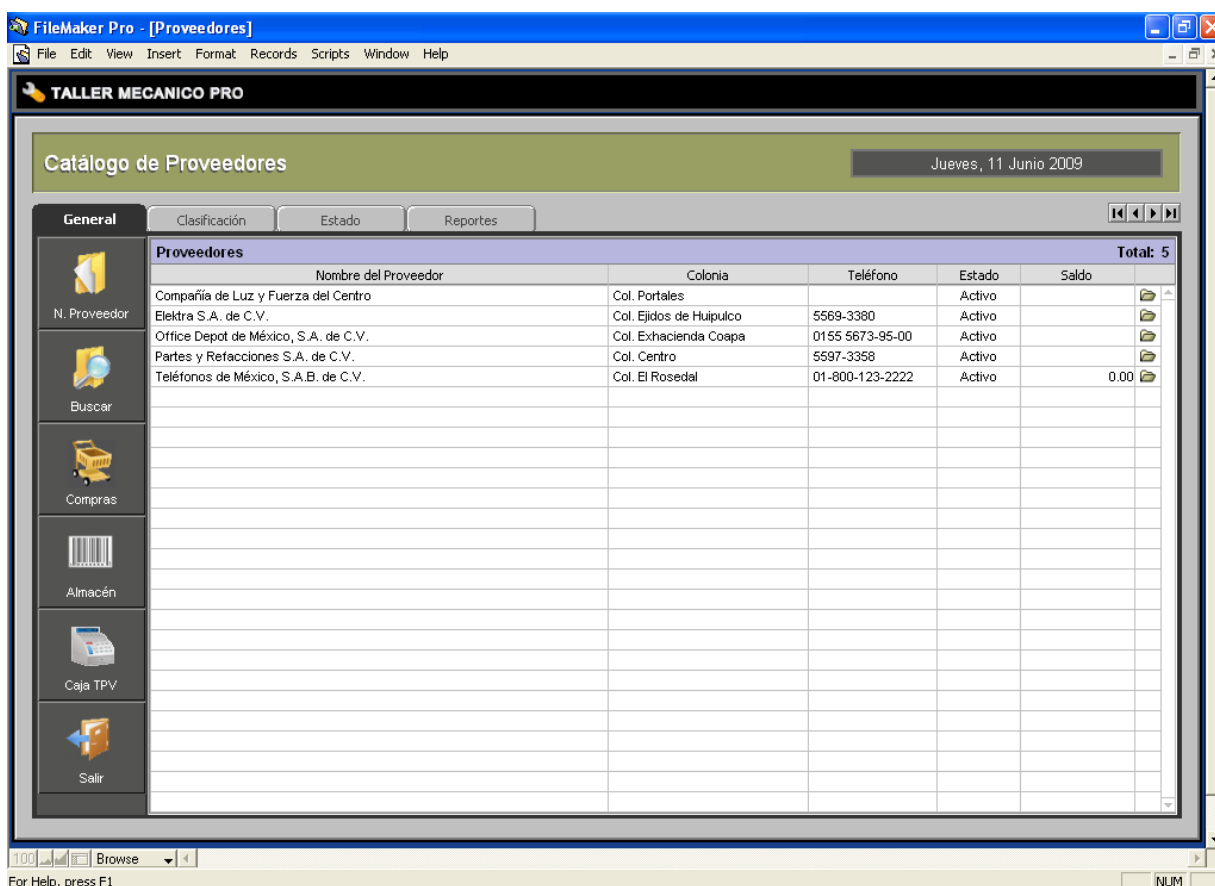 FileMaker Pro - [Proveedores]
File Edit View Insert Format Records Scripts Window Help
TALLER MECANICO PRO
Catálogo de Proveedores
Jueves, 11 Junio 2009
General Clasificación Estado Reportes
Proveedores Total: 5
Nombre del Proveedor Colonia Teléfono Estado Saldo
Compañía de Luz y Fuerza del Centro Col. Portales Activo
Elektra S.A. de C.V. Col. Ejidos de Huipulco 5569-3380 Activo
Office Depot de México, S.A. de C.V. Col. Exhacienda Coapa 0155 5673-95-00 Activo
Partes y Refacciones S.A. de C.V. Col. Centro 5597-3358 Activo
Teléfonos de México, S.A.B. de C.V. Col. El Rosedal 01-800-123-2222 Activo 0.00
N. Proveedor
Buscar
Compras
Almacén
Caja TPV
Salir
100 Browse
For Help, press F1 NUM